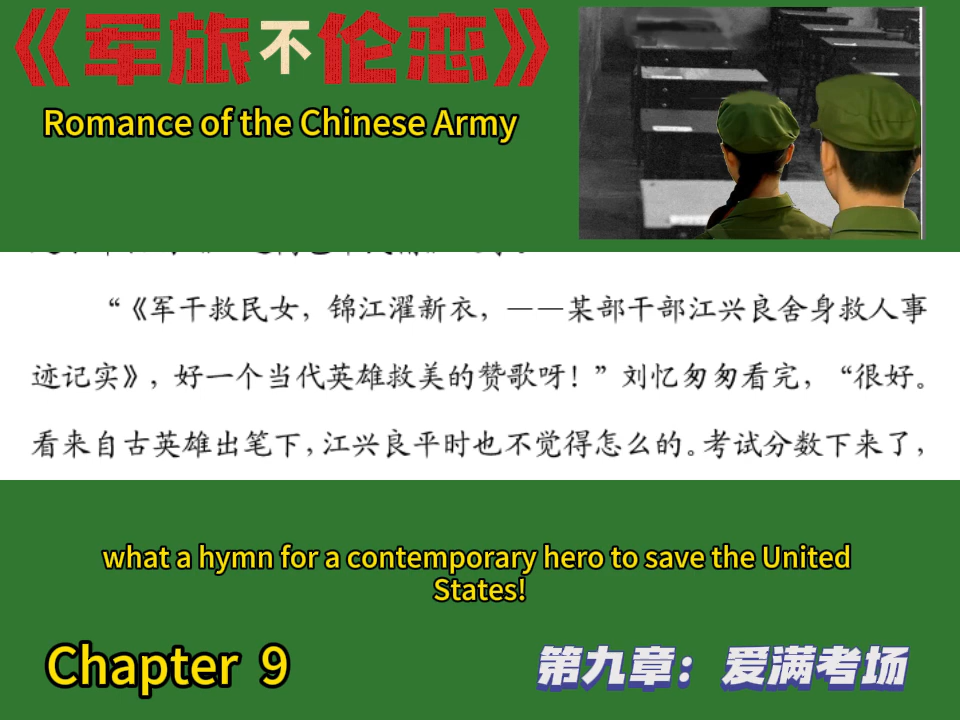 《军旅不伦恋》
Romance of the Chinese Army
“《军干救民女，锦江濯新衣，——某部干部江兴良舍身救人事
迹记实》，好一个当代英雄救美的赞歌呀！”刘忆匆匆看完，“很好。
看来自古英雄出笔下，江兴良平时也不觉得怎么的。考试分数下来了，
what a hymn for a contemporary hero to save the United
States!
Chapter 9
第九章：爱满考场